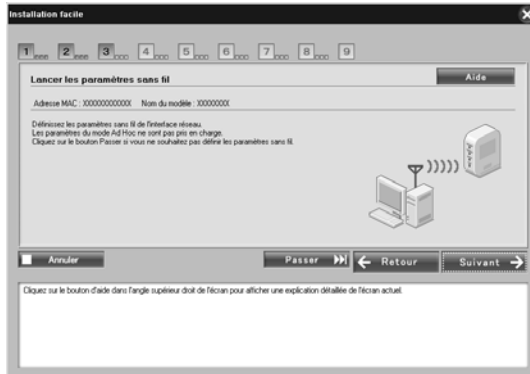 Installation facile
1 2 3 4 5 6 7 8 9
Lancer les paramètres sans fil
Aide
Adresse MAC : XXXXXXXXXXXX Nom du modèle : XXXXXXXX
Définissez les paramètres sans fil de l'interface réseau.
Les paramètres du mode Ad Hoc ne sont pas pris en charge.
Cliquez sur le bouton Passer si vous ne souhaitez pas définir les paramètres sans fil.
Annuler
Passer
Retour
Suivant
Cliquez sur le bouton d'aide dans l'angle supérieur droit de l'écran pour afficher une explication détaillée de l'écran actuel.